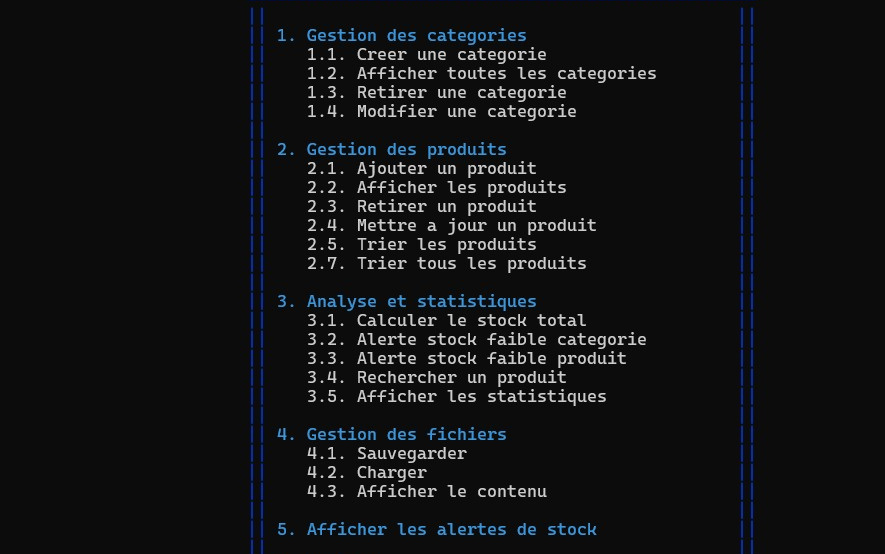 1. Gestion des categories
1.1. Creer une categorie
1.2. Afficher toutes les categories
1.3. Retirer une categorie
1.4. Modifier une categorie
2. Gestion des produits
2.1. Ajouter un produit
2.2. Afficher les produits
2.3. Retirer un produit
2.4. Mettre a jour un produit
2.5. Trier les produits
2.7. Trier tous les produits
3. Analyse et statistiques
3.1. Calculer le stock total
3.2. Alerte stock faible categorie
3.3. Alerte stock faible produit
3.4. Rechercher un produit
3.5. Afficher les statistiques
4. Gestion des fichiers
4.1. Sauvegarder
4.2. Charger
4.3. Afficher le contenu
5. Afficher les alertes de stock